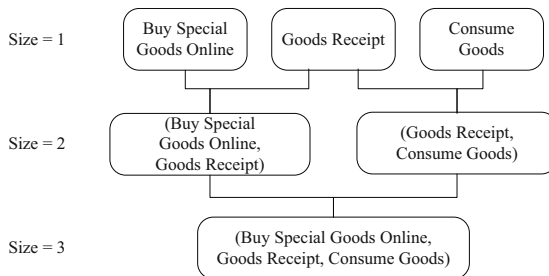 Size = 1
Buy Special
Goods Online
Goods Receipt
Consume
Goods
Size = 2
(Buy Special
Goods Online,
Goods Receipt)
(Goods Receipt,
Consume Goods)
Size = 3
(Buy Special Goods Online,
Goods Receipt, Consume Goods)